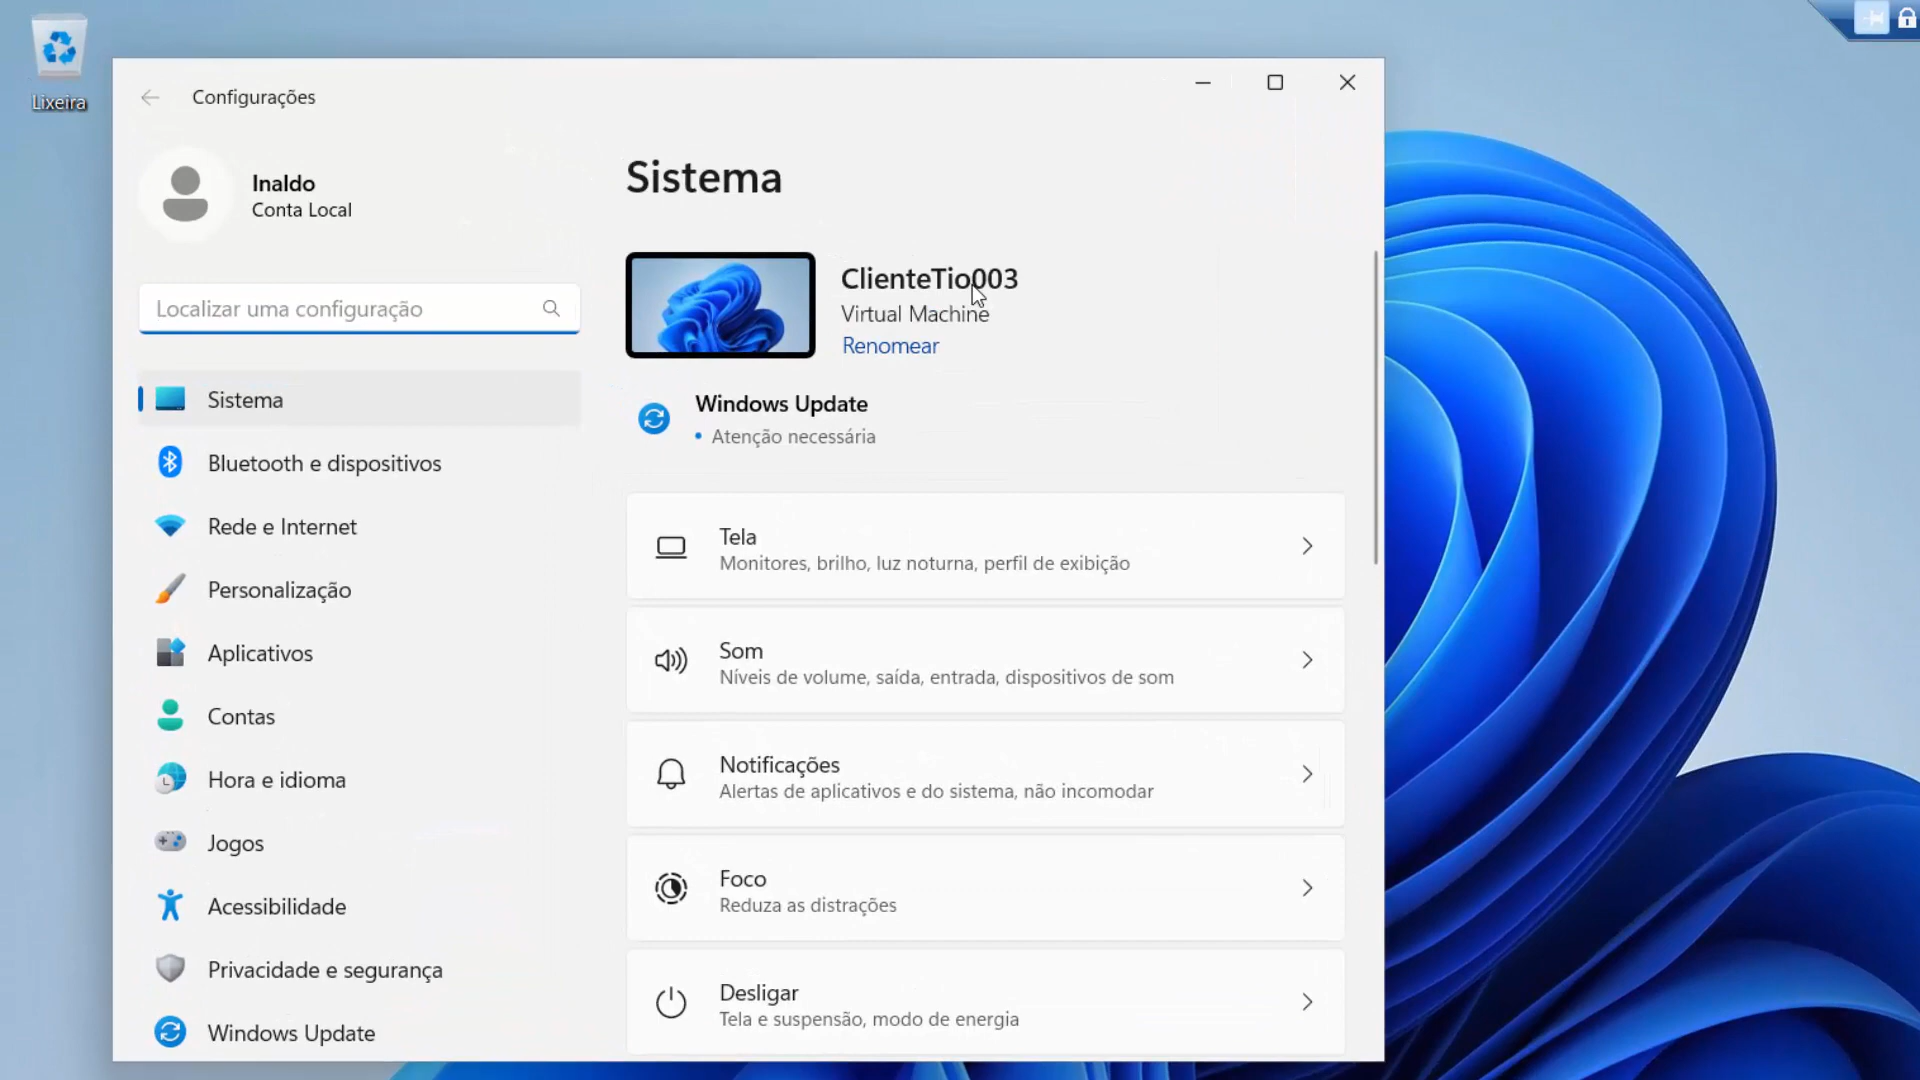 Lixeira
Configurações
Inaldo
Conta Local
Localizar uma configuração
Sistema
Bluetooth e dispositivos
Rede e Internet
Personalização
Aplicativos
Contas
Hora e idioma
Jogos
Acessibilidade
Privacidade e segurança
Windows Update
Sistema
ClienteTio003
Virtual Machine
Renomear
Windows Update
Atenção necessária
Tela
Monitores, brilho, luz noturna, perfil de exibição
Som
Níveis de volume, saída, entrada, dispositivos de som
Notificações
Alertas de aplicativos e do sistema, não incomodar
Foco
Reduza as distrações
Desligar
Tela e suspensão, modo de energia